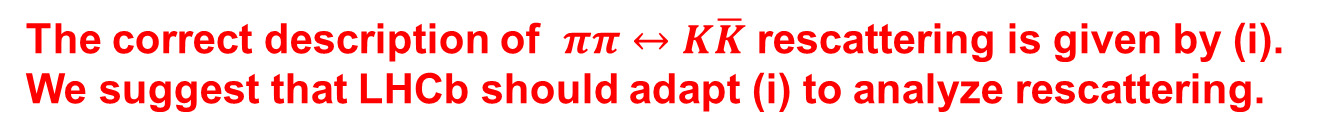 The correct description of ππ ↔ KK̅ rescattering is given by (i).
We suggest that LHCb should adapt (i) to analyze rescattering.